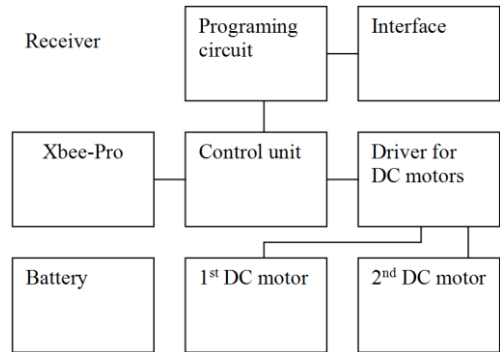 Receiver
Programing
circuit
Interface
Xbee-Pro
Control unit
Driver for
DC motors
Battery
1st DC motor
2nd DC motor